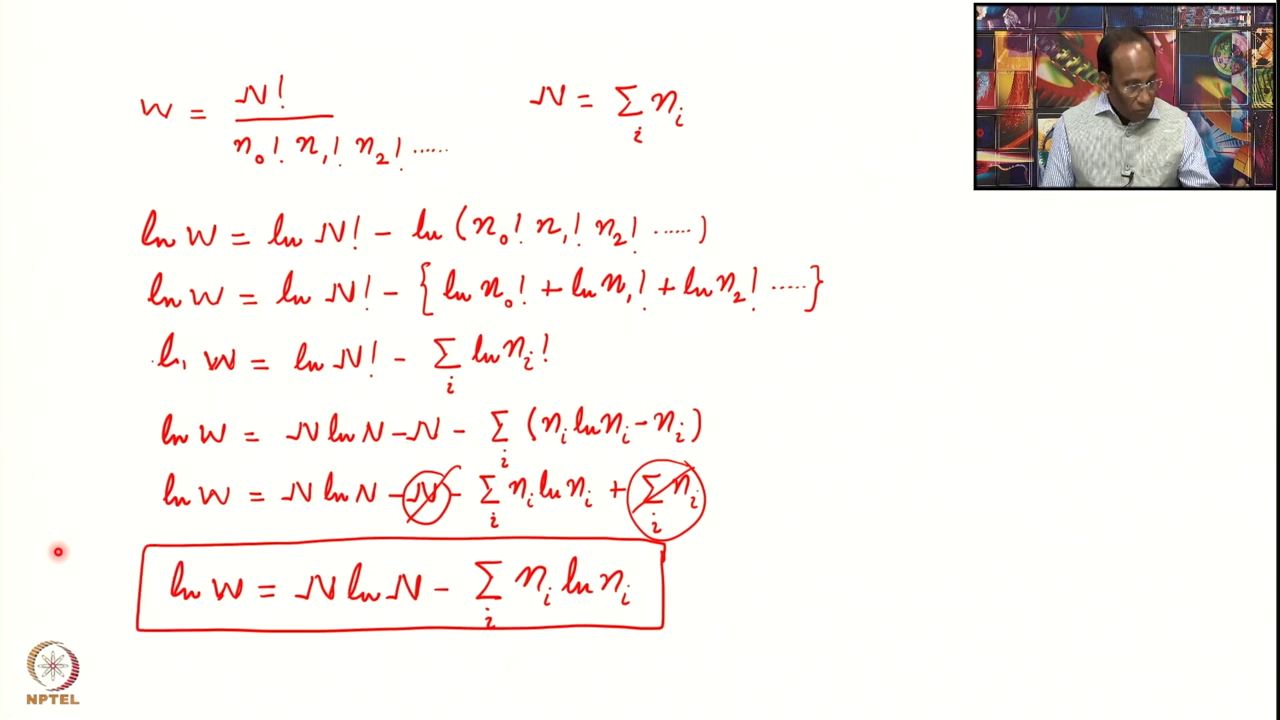 W = N! / n₀! n₁! n₂! ...... N = Σᵢ nᵢ
ln W = ln N! - ln (n₀! n₁! n₂! ......)
ln W = ln N! - { ln n₀! + ln n₁! + ln n₂! ..... }
ln W = ln N! - Σᵢ ln nᵢ!
ln W = N ln N - N - Σᵢ (nᵢ ln nᵢ - nᵢ)
ln W = N ln N - N - Σᵢ nᵢ ln nᵢ + Σᵢ nᵢ
ln W = N ln N - Σᵢ nᵢ ln nᵢ
NPTEL